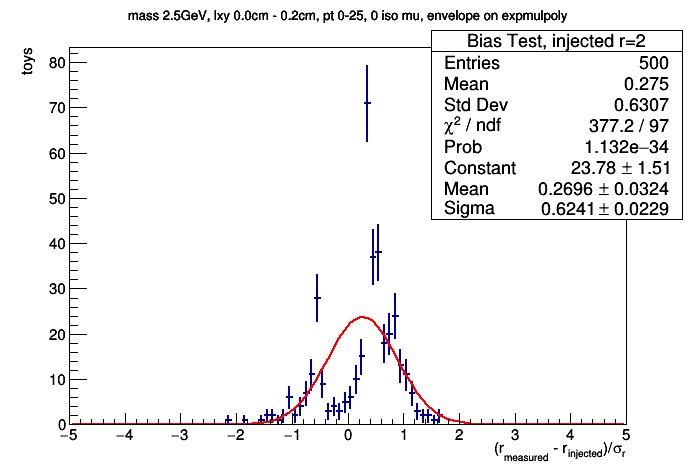 mass 2.5GeV, lxy 0.0cm - 0.2cm, pt 0-25, 0 iso mu, envelope on expmulpoly
Bias Test, injected r=2
Entries 500
Mean 0.275
Std Dev 0.6307
χ² / ndf 377.2 / 97
Prob 1.132e−34
Constant 23.78 ± 1.51
Mean 0.2696 ± 0.0324
Sigma 0.6241 ± 0.0229
toys
80
70
60
50
40
30
20
10
0
−5 −4 −3 −2 −1 0 1 2 3 4 5
(r_measured - r_injected)/σ_r